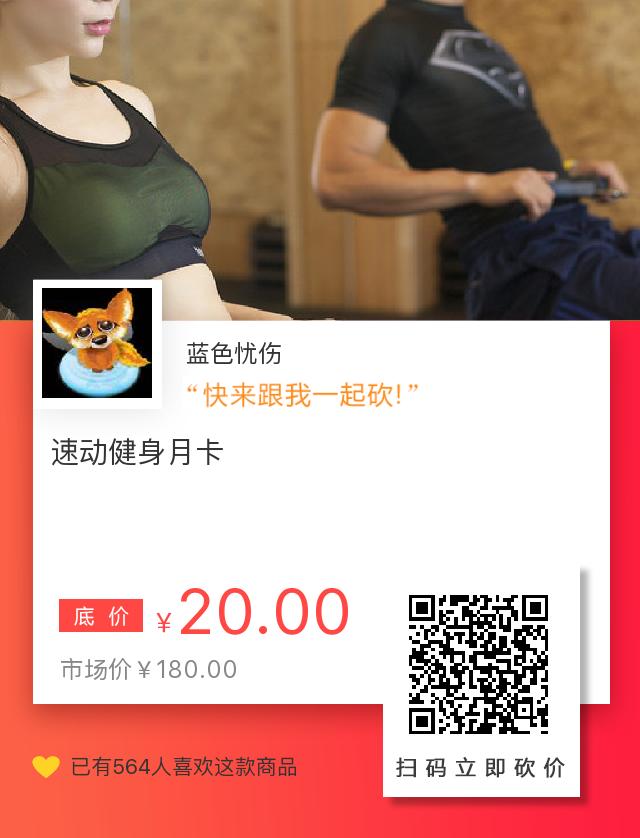 蓝色忧伤
“快来跟我一起砍!”
速动健身月卡
底价 ¥20.00
市场价¥180.00
已有564人喜欢这款商品
扫码立即砍价